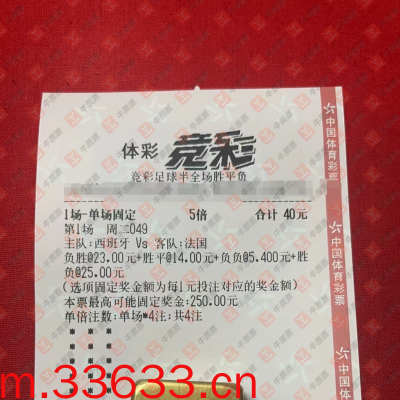 体彩 竞彩
竞彩足球半全场胜平负
1场-单场固定 5倍 合计 40元
第1场 周二049
主队:西班牙 Vs 客队:法国
负胜@23.00元+胜平@14.00元+负负@5.400元+胜
负@25.00元
(选项固定奖金额为每1元投注对应的奖金额)
本票最高可能固定奖金:250.00元
单倍注数:单场*4注;共4注
中国体育彩票
中国体育彩票
中国体育
m.33633.cn